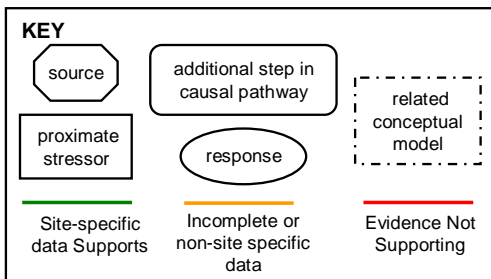 KEY
source
additional step in
causal pathway
related
conceptual
model
proximate
stressor
response
Site-specific
data Supports
Incomplete or
non-site specific
data
Evidence Not
Supporting